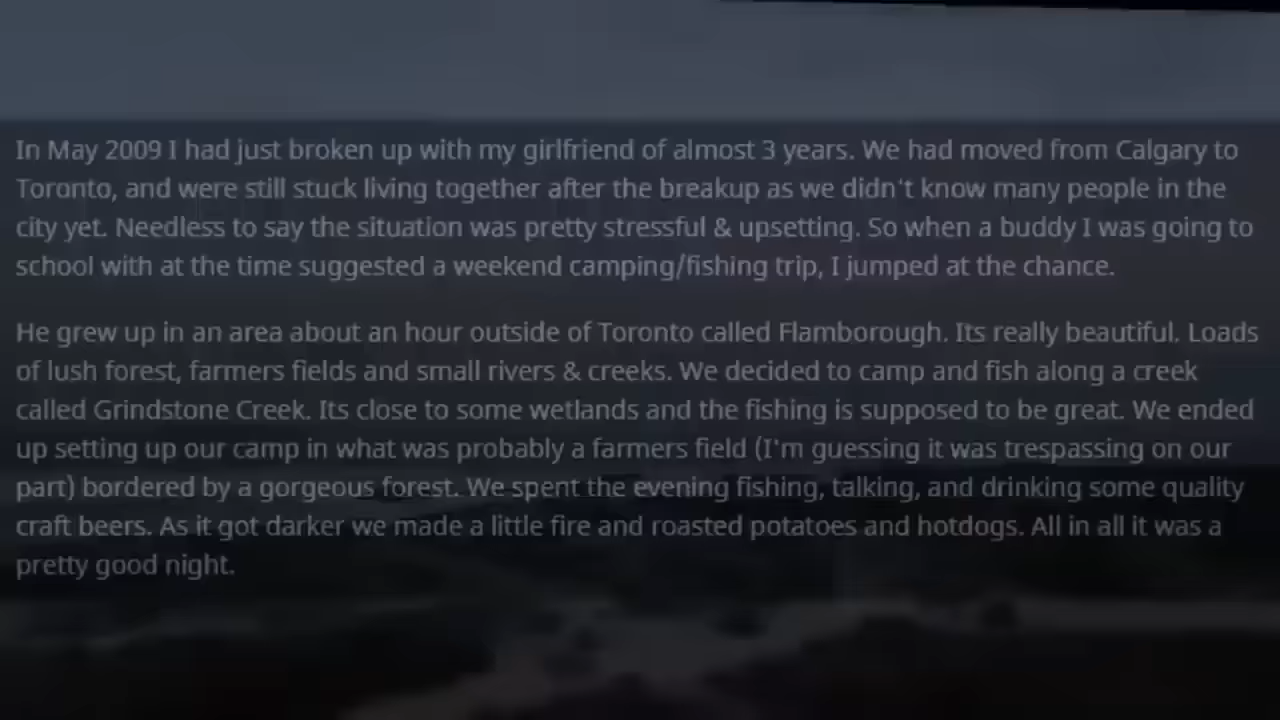 In May 2009 I had just broken up with my girlfriend of almost 3 years. We had moved from Calgary to
Toronto, and were still stuck living together after the breakup as we didn't know many people in the
city yet. Needless to say the situation was pretty stressful & upsetting. So when a buddy I was going to
school with at the time suggested a weekend camping/fishing trip, I jumped at the chance.
He grew up in an area about an hour outside of Toronto called Flamborough. Its really beautiful. Loads
of lush forest, farmers fields and small rivers & creeks. We decided to camp and fish along a creek
called Grindstone Creek. Its close to some wetlands and the fishing is supposed to be great. We ended
up setting up our camp in what was probably a farmers field (I'm guessing it was trespassing on our
part) bordered by a gorgeous forest. We spent the evening fishing, talking, and drinking some quality
craft beers. As it got darker we made a little fire and roasted potatoes and hotdogs. All in all it was a
pretty good night.